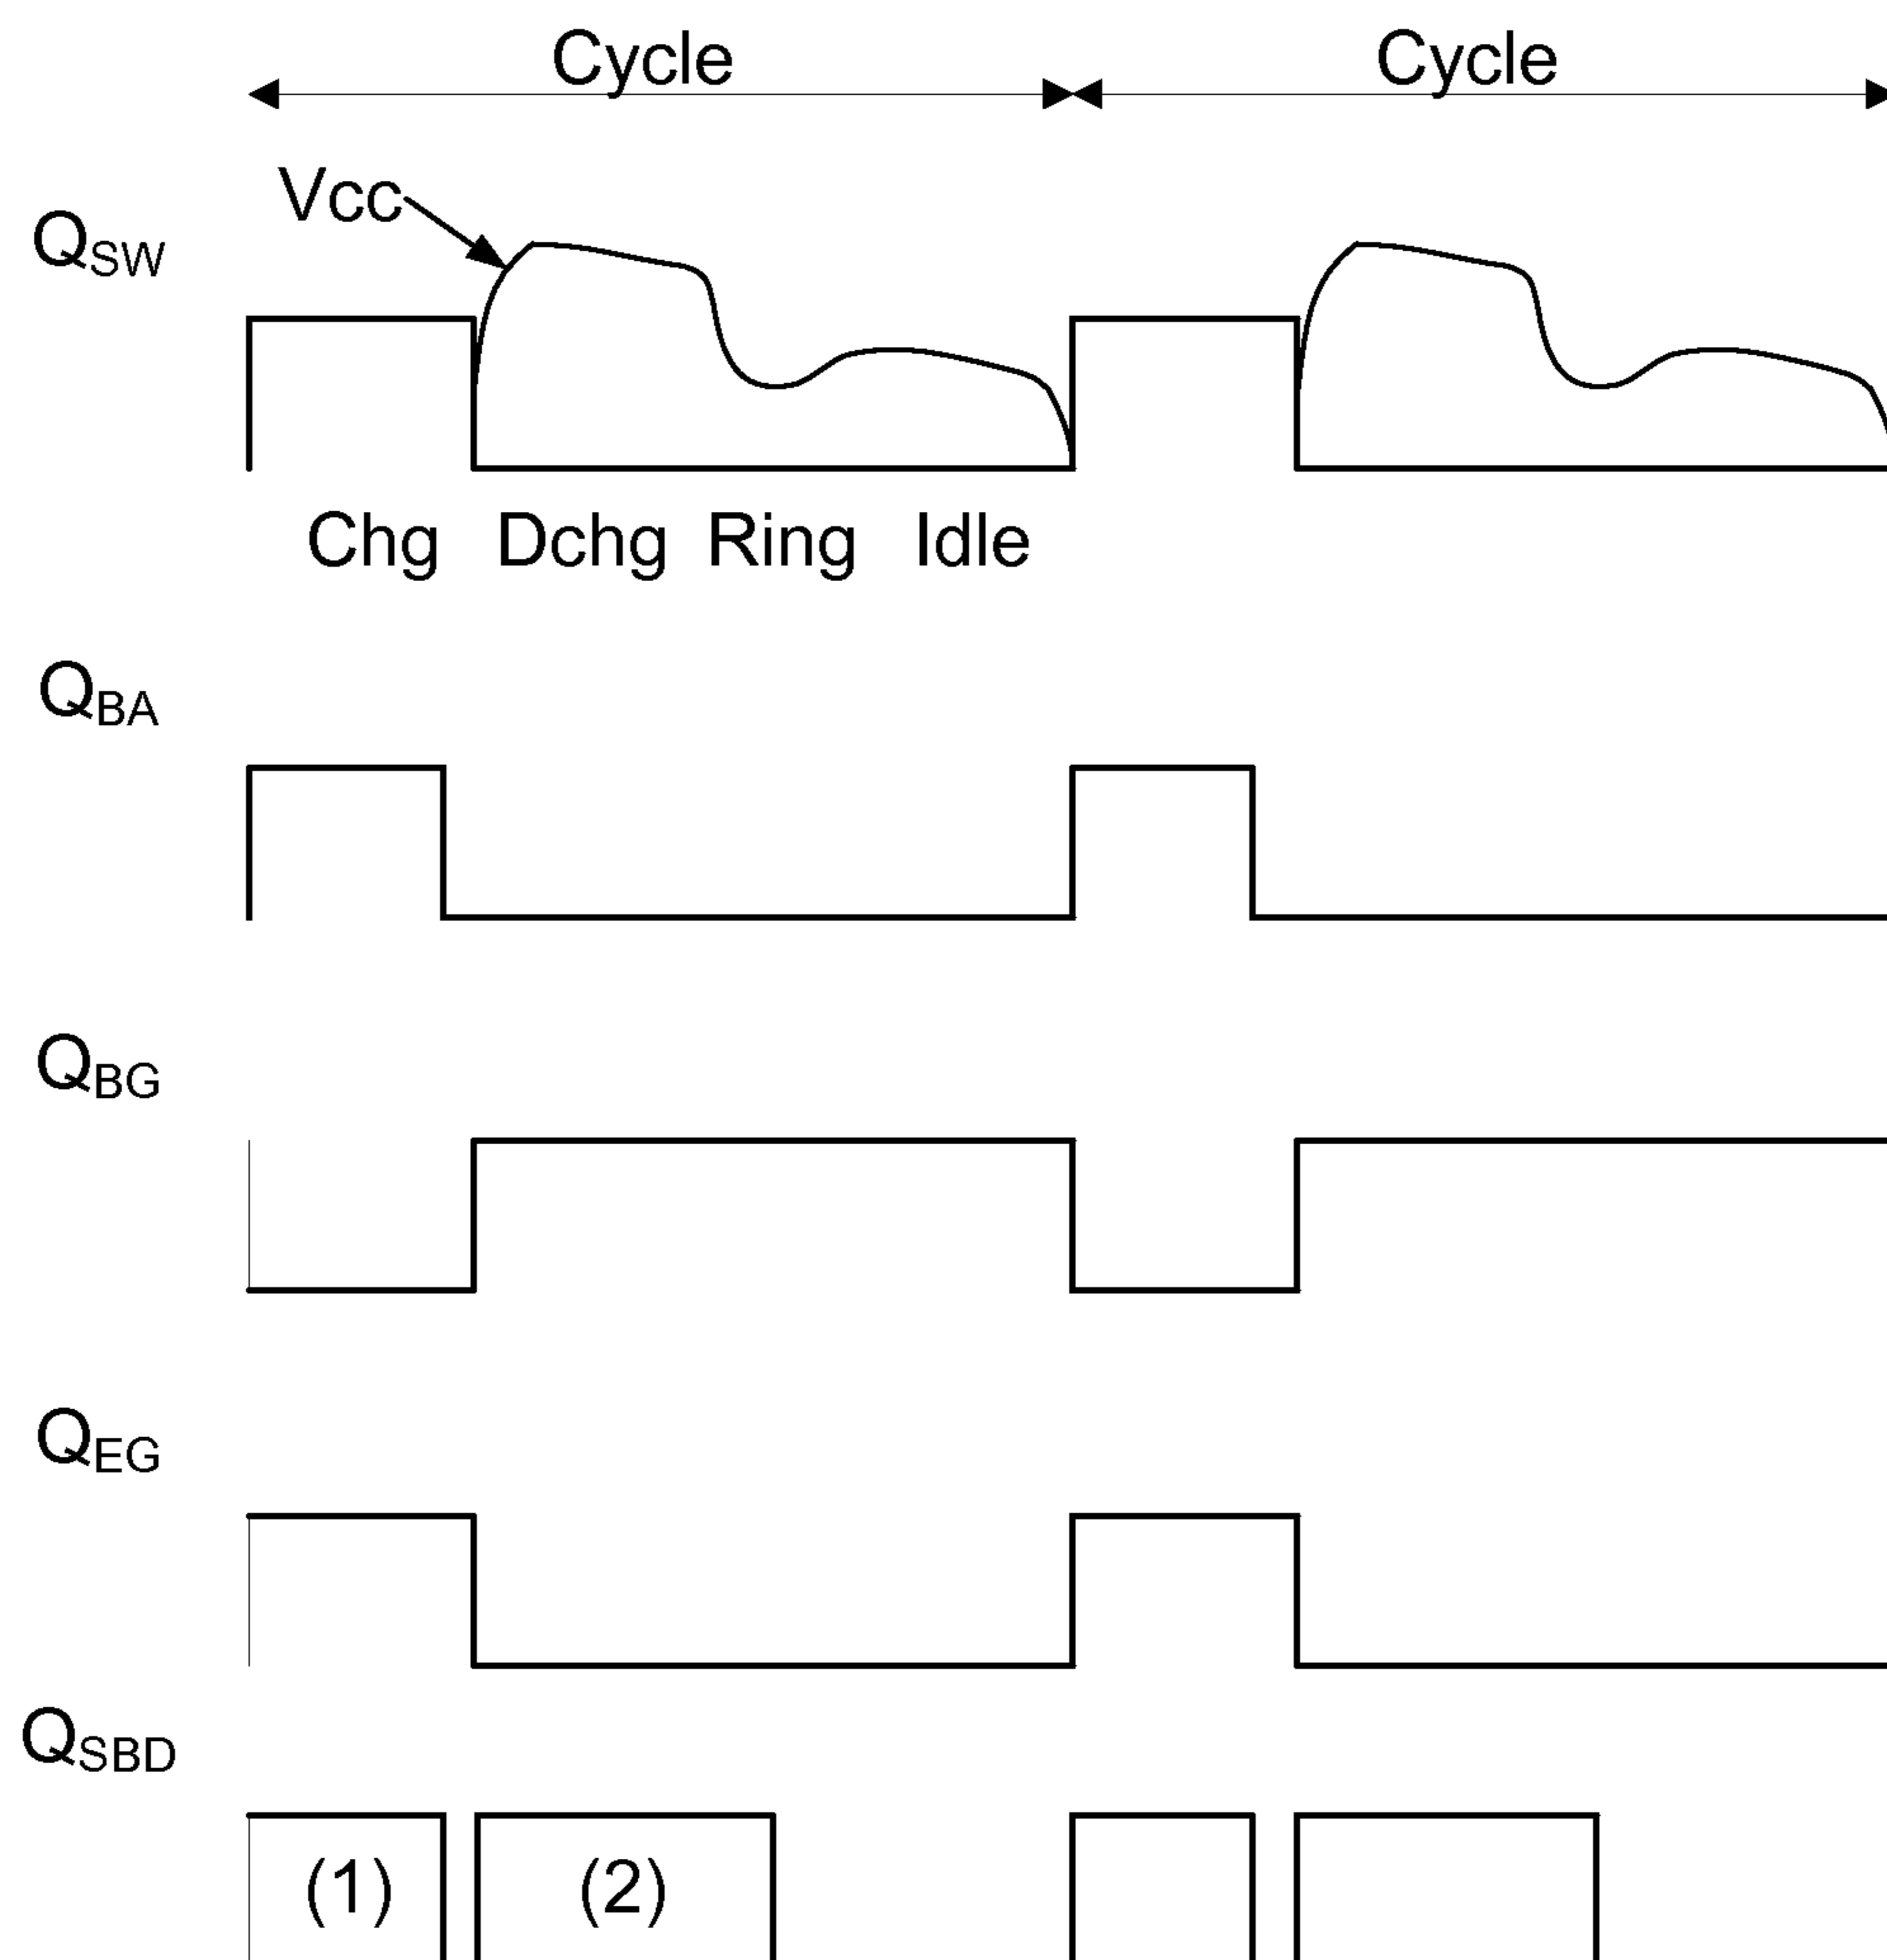 Cycle Cycle
Vcc
QSW
Chg Dchg Ring Idle
QBA
QBG
QEG
QSBD
(1) (2)